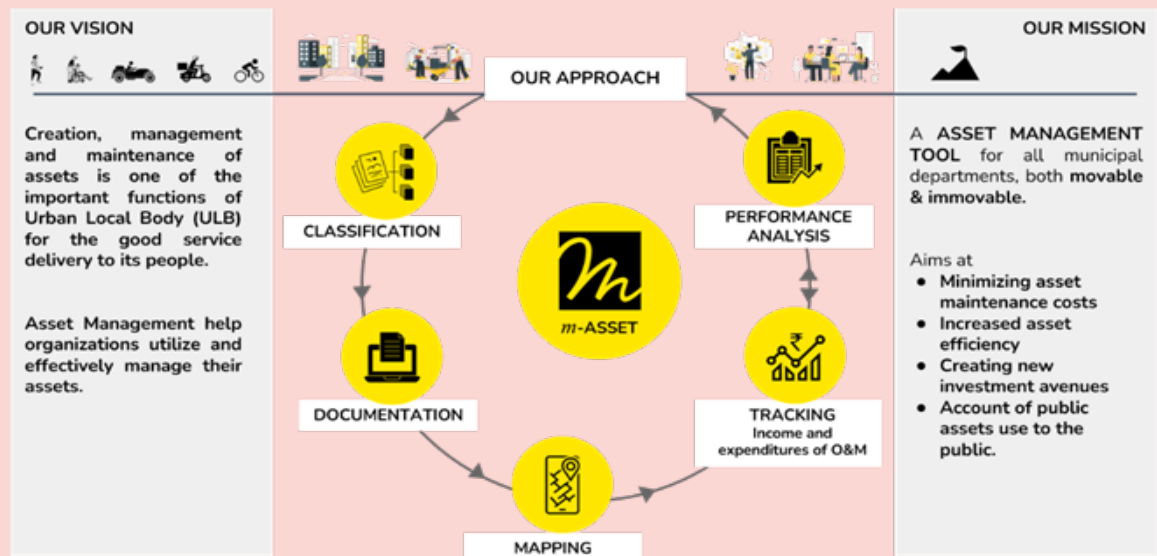 OUR VISION
Creation, management
and maintenance of
assets is one of the
important functions of
Urban Local Body (ULB)
for the good service
delivery to its people.
Asset Management help
organizations utilize and
effectively manage their
assets.
OUR APPROACH
CLASSIFICATION
DOCUMENTATION
MAPPING
TRACKING
Income and
expenditures of O&M
₹
PERFORMANCE
ANALYSIS
m
m-ASSET
OUR MISSION
A ASSET MANAGEMENT
TOOL for all municipal
departments, both movable
& immovable.
Aims at
● Minimizing asset
maintenance costs
● Increased asset
efficiency
● Creating new
investment avenues
● Account of public
assets use to the
public.